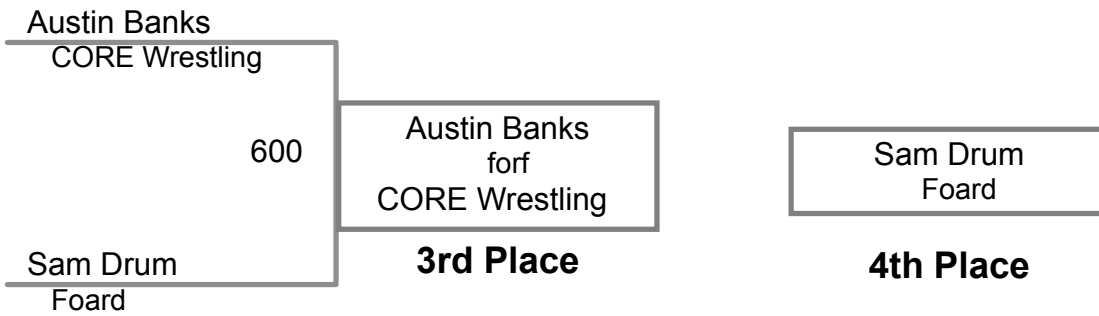 Austin Banks
CORE Wrestling
600
Austin Banks
forf
CORE Wrestling
3rd Place
Sam Drum
Foard
4th Place
Sam Drum
Foard